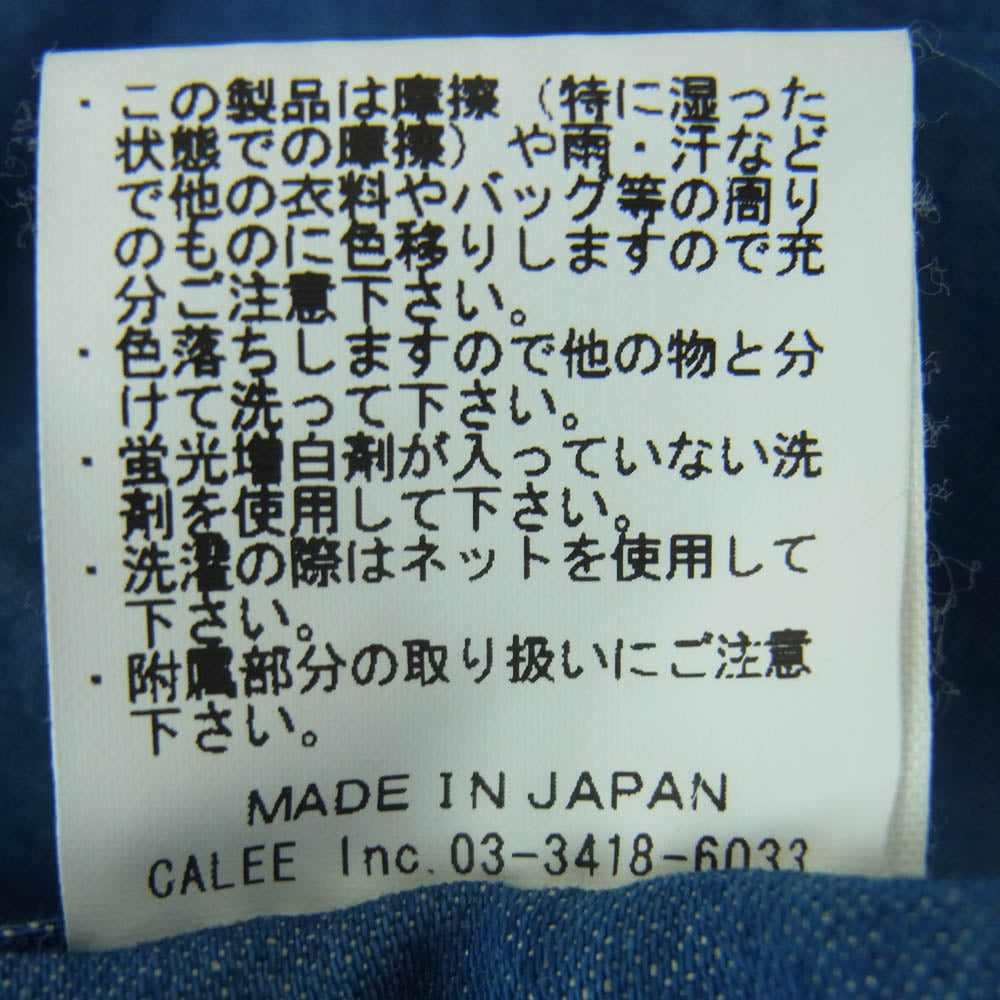 ・この製品は摩擦（特に湿った
状態での摩擦）や雨・汗など
で他の衣料やバッグ等の周り
のものに色移りしますので充
分ご注意下さい。
・色落ちしますので他の物と分
けて洗って下さい。
・蛍光増白剤が入っていない洗
剤を使用して下さい。
・洗濯の際はネットを使用して
下さい。
・附属部分の取り扱いにご注意
下さい。
MADE IN JAPAN
CALEE Inc. 03-3418-6033